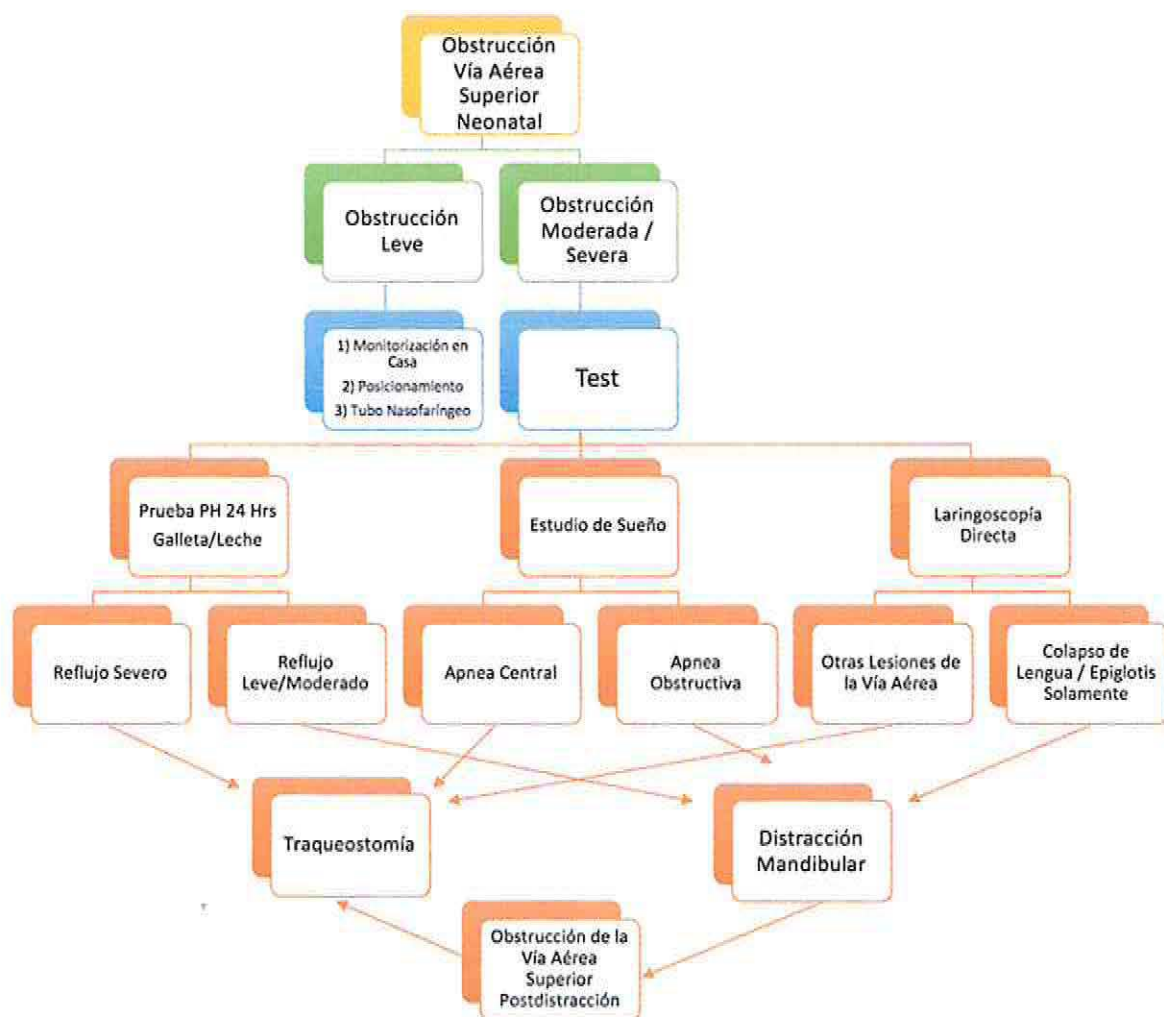 Obstrucción
Vía Aérea
Superior
Neonatal
Obstrucción
Leve
Obstrucción
Moderada /
Severa
1) Monitorización en
Casa
2) Posicionamiento
3) Tubo Nasofaríngeo
Test
Prueba PH 24 Hrs
Galleta/Leche
Estudio de Sueño
Laringoscopía
Directa
Reflujo Severo
Reflujo
Leve/Moderado
Apnea Central
Apnea
Obstructiva
Otras Lesiones de
la Vía Aérea
Colapso de
Lengua / Epiglotis
Solamente
Traqueostomía
Distracción
Mandibular
Obstrucción de la
Vía Aérea
Superior
Postdistracción